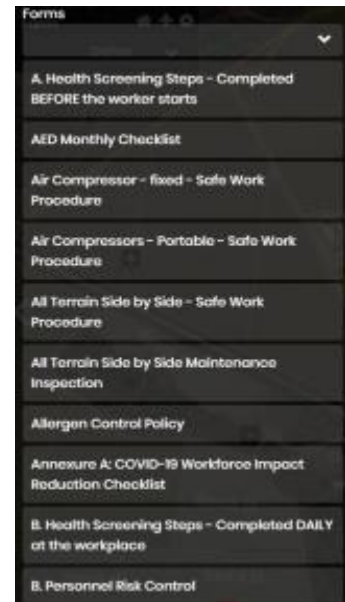 Forms
A. Health Screening Steps - Completed
BEFORE the worker starts
AED Monthly Checklist
Air Compressor - fixed - Safe Work
Procedure
Air Compressors - Portable - Safe Work
Procedure
All Terrain Side by Side - Safe Work
Procedure
All Terrain Side by Side Maintenance
Inspection
Allergen Control Policy
Annexure A: COVID-19 Workforce Impact
Reduction Checklist
B. Health Screening Steps - Completed DAILY
at the workplace
B. Personnel Risk Control